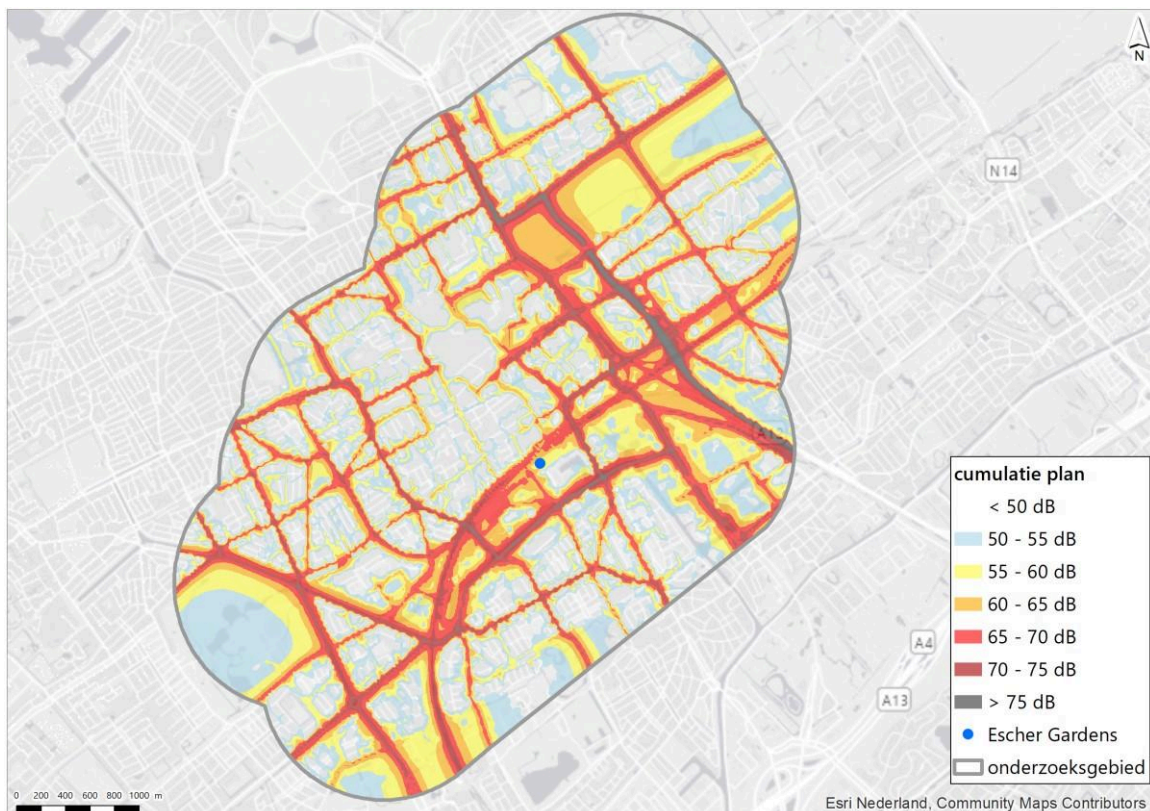 N
N14
cumulatie plan
< 50 dB
50 - 55 dB
55 - 60 dB
60 - 65 dB
65 - 70 dB
70 - 75 dB
> 75 dB
Escher Gardens
onderzoeksgebied
A4
A13
0 200 400 600 800 1000 m
Esri Nederland, Community Maps Contributors